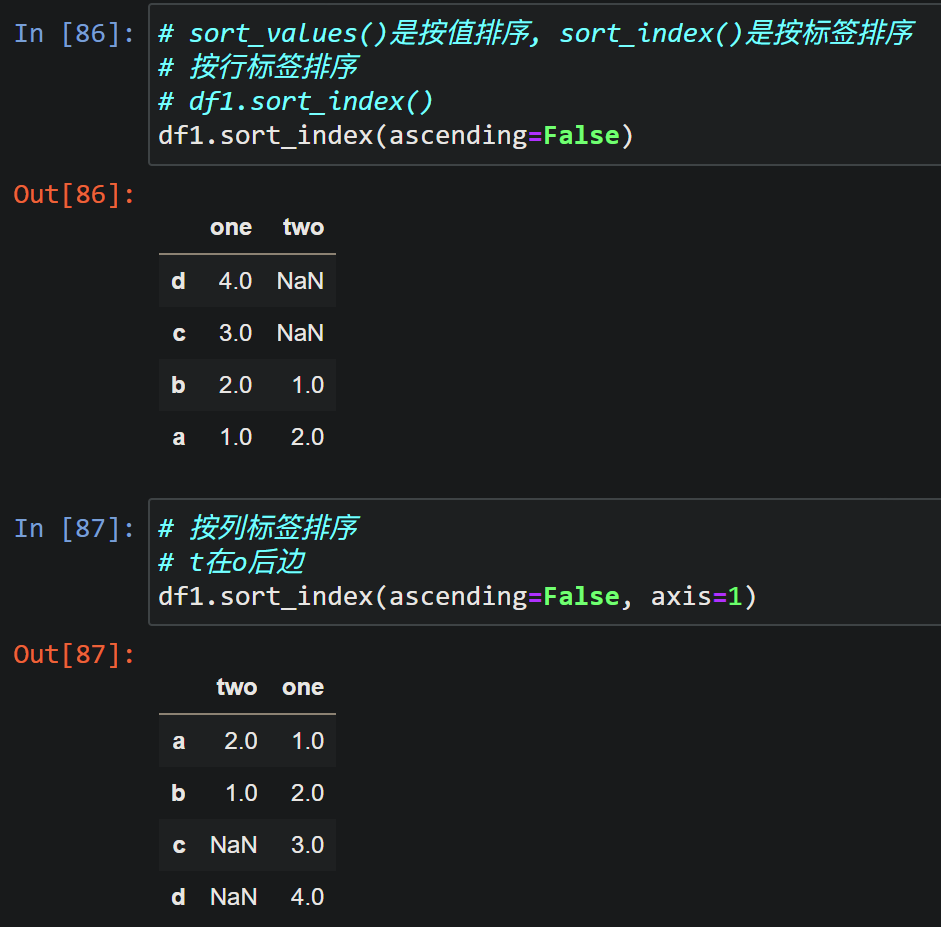 In [86]:
# sort_values()是按值排序, sort_index()是按标签排序
# 按行标签排序
# df1.sort_index()
df1.sort_index(ascending=False)
Out[86]:
one two
d 4.0 NaN
c 3.0 NaN
b 2.0 1.0
a 1.0 2.0
In [87]:
# 按列标签排序
# t在o后边
df1.sort_index(ascending=False, axis=1)
Out[87]:
two one
a 2.0 1.0
b 1.0 2.0
c NaN 3.0
d NaN 4.0